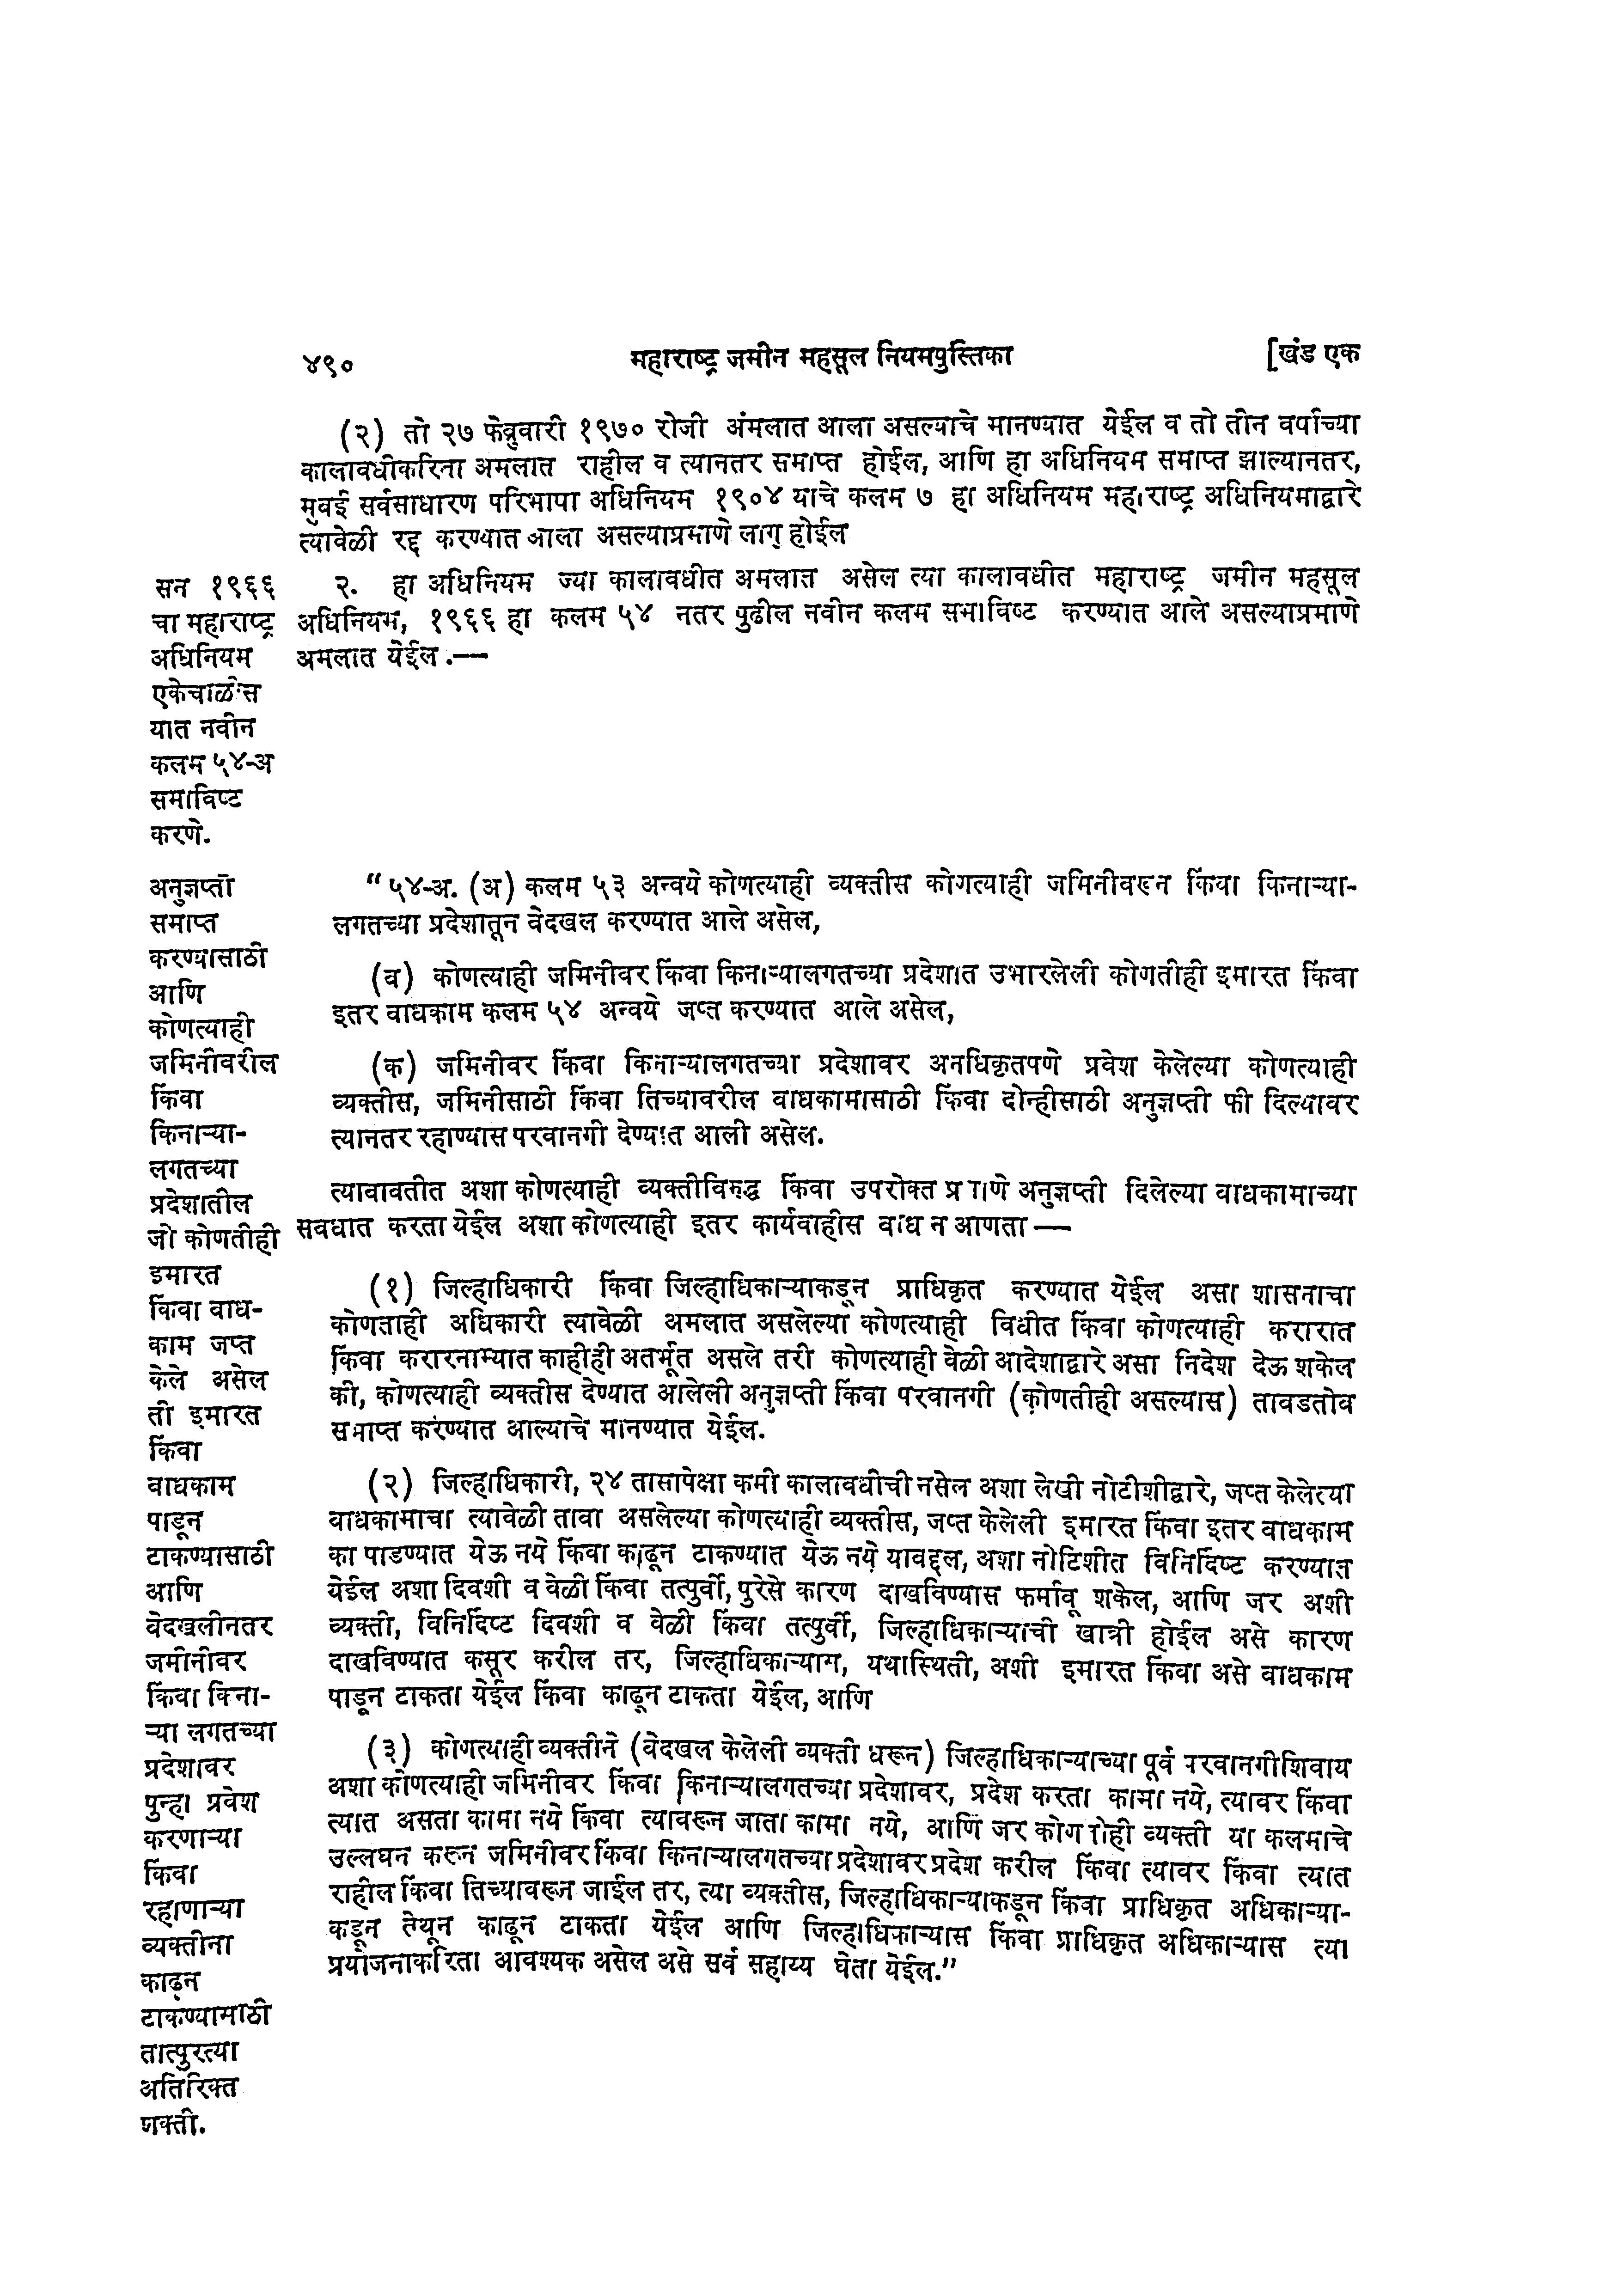 ४९०
महाराष्ट्र जमीन महसूल नियमपुस्तिका
[खंड एक
(२) तो २७ फेब्रुवारी १९७० रोजी अंमलात आला असल्याचे मानण्यात येईल व तो तीन वर्षाच्या
कालावधीकरिना अमलात राहील व त्यानतर समाप्त होईल, आणि हा अधिनियम समाप्त झाल्यानतर,
मुंवई सर्वसाधारण परिभाषा अधिनियम १९०४ याचे कलम ७ हा अधिनियम महाराष्ट्र अधिनियमाद्वारे
त्यावेळी रद्द करण्यात आला असल्याप्रमाणे लागु होईल
सन १९६६
चा महाराष्ट्र
अधिनियम
एकेचाळीस
यात नवीन
कलम ५४-अ
समाविष्ट
करणे.
२. हा अधिनियम ज्या कालावधीत अमलात असेल त्या कालावधीत महाराष्ट्र जमीन महसूल
अधिनियम, १९६६ हा कलम ५४ नतर पुढील नवीन कलम समाविष्ट करण्यात आले असल्याप्रमाणे
अमलात येईल .——
अनुज्ञप्ती
समाप्त
करण्यासाठी
आणि
कोणत्याही
जमिनीवरील
किंवा
किनाऱ्या-
लगतच्या
प्रदेशातील
जी कोणतीही
इमारत
किंवा वाध-
काम जप्त
केले असेल
ती इमारत
किंवा
वाधकाम
पाडून
टाकण्यासाठी
आणि
वेदखलीनतर
जमीनीवर
किंवा किना-
ऱ्या लगतच्या
प्रदेशावर
पुन्हा प्रवेश
करणाऱ्या
किंवा
रहाणाऱ्या
व्यक्तीना
काढून
टाकण्यामाठी
तात्पुरत्या
अतिरिक्त
शक्ती.
“५४-अ. (अ) कलम ५३ अन्वये कोणत्याही व्यक्तीस कोणत्याही जमिनीवरून किंवा किनाऱ्या-
लगतच्या प्रदेशातून वेदखल करण्यात आले असेल,
(व) कोणत्याही जमिनीवर किंवा किनाऱ्यालगतच्या प्रदेशात उभारलेली कोणतीही इमारत किंवा
इतर वाधकाम कलम ५४ अन्वये जप्त करण्यात आले असेल,
(क) जमिनीवर किंवा किनाऱ्यालगतच्या प्रदेशावर अनधिकृतपणे प्रवेश केलेल्या कोणत्याही
व्यक्तीस, जमिनीसाठी किंवा तिच्यावरील वाधकामासाठी किंवा दोन्हीसाठी अनुज्ञप्ती फी दिल्यावर
त्यानतर रहाण्यास परवानगी देण्यात आली असेल.
त्यावावतीत अशा कोणत्याही व्यक्तीविरुद्ध किंवा उपरोक्त प्रमाणे अनुज्ञप्ती दिलेल्या वाधकामाच्या
सवधात करता येईल अशा कोणत्याही इतर कार्यवाहीस वाध न आणता——
(१) जिल्हाधिकारी किंवा जिल्हाधिकाऱ्याकडून प्राधिकृत करण्यात येईल असा शासनाचा
कोणताही अधिकारी त्यावेळी अमलात असलेल्या कोणत्याही विधीत किंवा कोणत्याही करारात
किंवा करारनाम्यात काहीही अतर्भूत असले तरी कोणत्याही वेळी आदेशाद्वारे असा निदेश देऊ शकेल
की, कोणत्याही व्यक्तीस देण्यात आलेली अनुज्ञप्ती किंवा परवानगी (कोणतीही असल्यास) तावडतोव
समाप्त करण्यात आल्याचे मानण्यात येईल.
(२) जिल्हाधिकारी, २४ तासापेक्षा कमी कालावधीची नसेल अशा लेखी नोटीशीद्वारे, जप्त केलेल्या
वाधकामाचा त्यावेळी तावा असलेल्या कोणत्याही व्यक्तीस, जप्त केलेली इमारत किंवा इतर वाधकाम
का पाडण्यात येऊ नये किंवा काढून टाकण्यात येऊ नये यावद्दल, अशा नोटिशीत विनिर्दिष्ट करण्यात
येईल अशा दिवशी व वेळी किंवा तत्पुर्वी, पुरेसे कारण दाखविण्यास फर्मावू शकेल, आणि जर अशी
व्यक्ती, विनिर्दिष्ट दिवशी व वेळी किंवा तत्पुर्वी, जिल्हाधिकाऱ्याची खात्री होईल असे कारण
दाखविण्यात कसूर करील तर, जिल्हाधिकाऱ्याम, यथास्थिती, अशी इमारत किंवा असे वाधकाम
पाडून टाकता येईल किंवा काढून टाकता येईल, आणि
(३) कोणत्याही व्यक्तीने (वेदखल केलेली व्यक्ती धरून) जिल्हाधिकाऱ्याच्या पूर्व परवानगीशिवाय
अशा कोणत्याही जमिनीवर किंवा किनाऱ्यालगतच्या प्रदेशावर, प्रदेश करता कामा नये, त्यावर किंवा
त्यात असता कामा नये किंवा त्यावरून जाता कामा नये, आणि जर कोणतीही व्यक्ती या कलमाचे
उल्लघन करून जमिनीवर किंवा किनाऱ्यालगतच्या प्रदेशावर प्रदेश करील किंवा त्यावर किंवा त्यात
राहील किंवा तिच्यावरून जाईल तर, त्या व्यक्तीस, जिल्हाधिकाऱ्याकडून किंवा प्राधिकृत अधिकाऱ्या-
कडून तेथून काढून टाकता येईल आणि जिल्हाधिकाऱ्यास किंवा प्राधिकृत अधिकाऱ्यास त्या
प्रयोजनाकरिता आवश्यक असेल असे सर्व सहाय्य घेता येईल.”